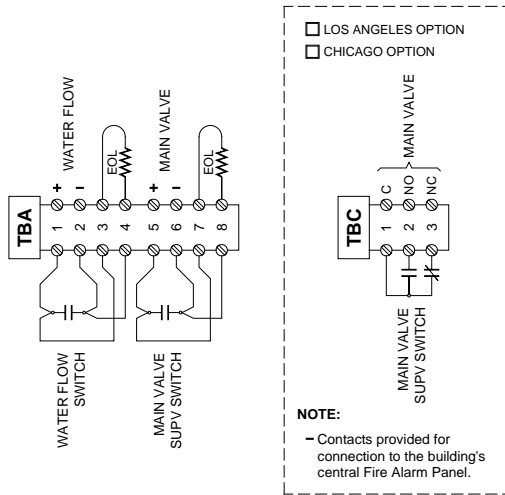 WATER FLOW
MAIN VALVE
EOL
EOL
+
−
+
−
TBA
1
2
3
4
5
6
7
8
WATER FLOW
SWITCH
MAIN VALVE
SUPV SWITCH
LOS ANGELES OPTION
CHICAGO OPTION
MAIN VALVE
C
NO
NC
TBC
1
2
3
MAIN VALVE
SUPV SWITCH
NOTE:
– Contacts provided for
connection to the building's
central Fire Alarm Panel.